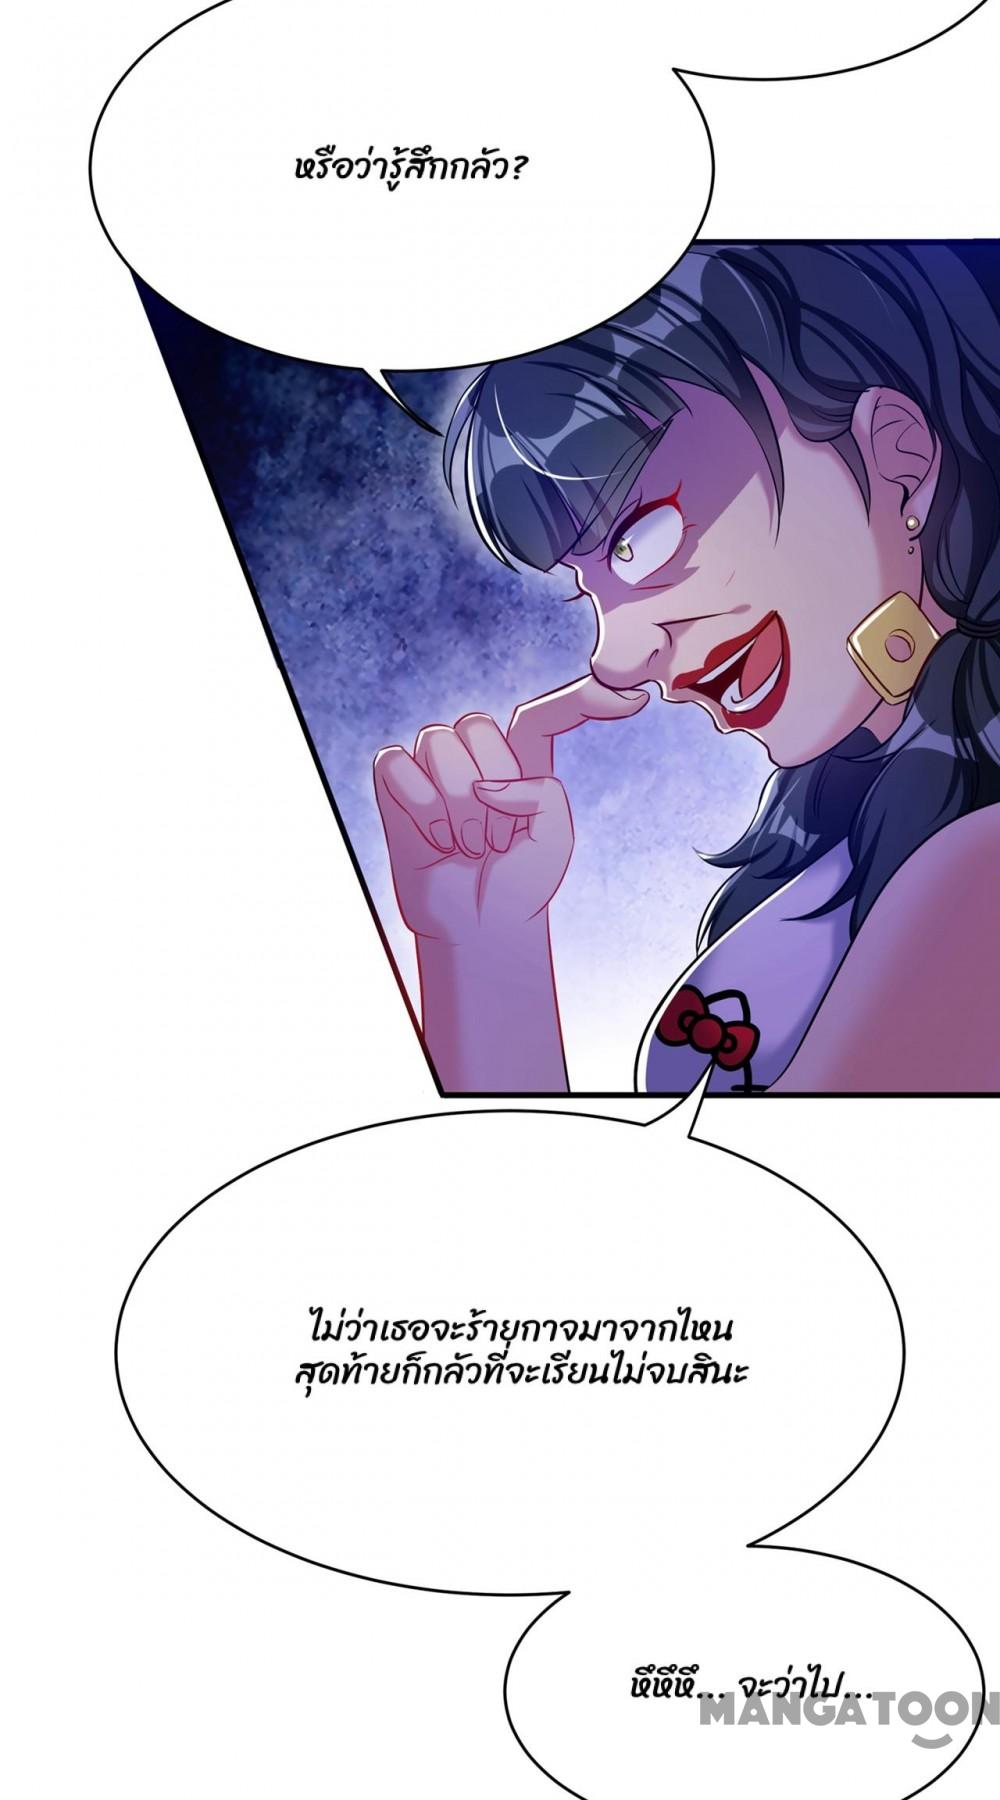 หรือว่ารู้สึกกลัว?
ไม่ว่าเธอจะร้ายกาจมาจากไหน
สุดท้ายก็กลัวที่จะเรียนไม่จบสินะ
หึหึหึ... จะว่าไป...
MANGATOON